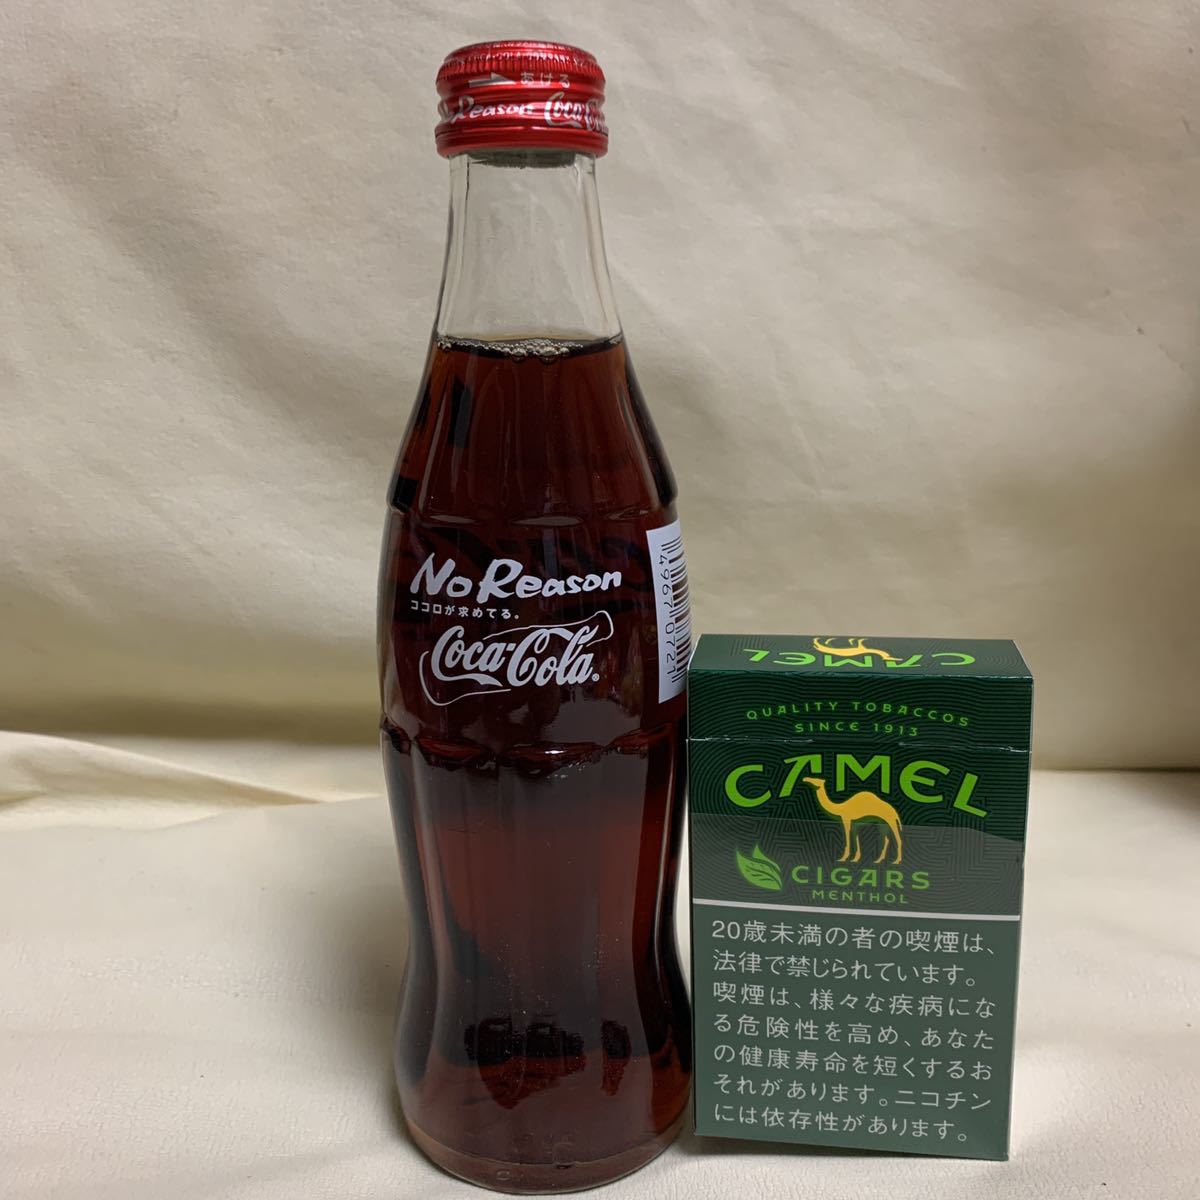 あける
Reason Coca-Co
No Reason
ココロが求めてる。
Coca-Cola®
49670721
CAMEL
QUALITY TOBACCOS
SINCE 1913
CAMEL
CIGARS
MENTHOL
20歳未満の者の喫煙は、
法律で禁じられています。
喫煙は、様々な疾病にな
る危険性を高め、あなた
の健康寿命を短くするお
それがあります。ニコチン
には依存性があります。